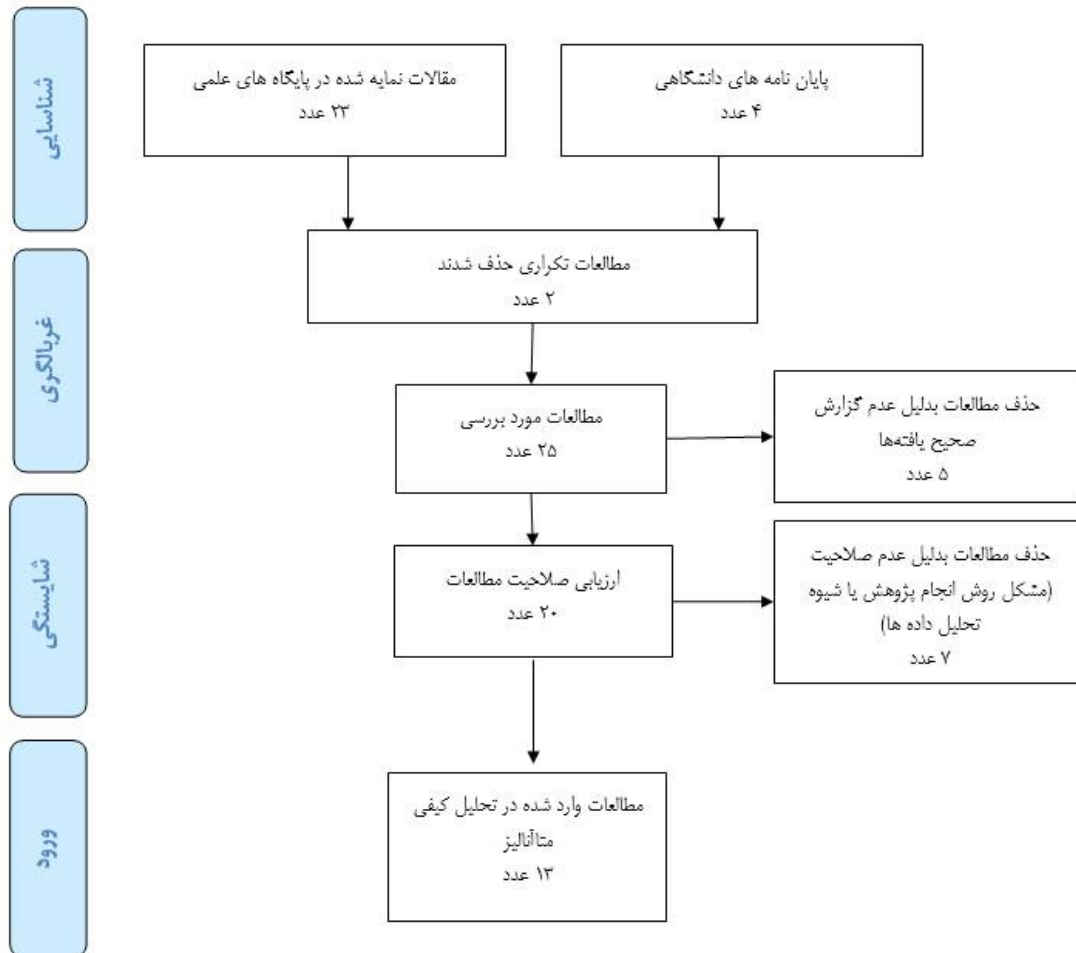 شناسایی
پایان نامه های دانشگاهی
۴ عدد
مقالات نمایه شده در پایگاه های علمی
۲۳ عدد
غربالگری
مطالعات تکراری حذف شدند
۲ عدد
مطالعات مورد بررسی
۲۵ عدد
حذف مطالعات بدلیل عدم گزارش
صحیح یافته‌ها
۵ عدد
شایستگی
ارزیابی صلاحیت مطالعات
۲۰ عدد
حذف مطالعات بدلیل عدم صلاحیت
(مشکل روش انجام پژوهش یا شیوه
تحلیل داده ها)
۷ عدد
ورود
مطالعات وارد شده در تحلیل کیفی
متاآنالیز
۱۳ عدد